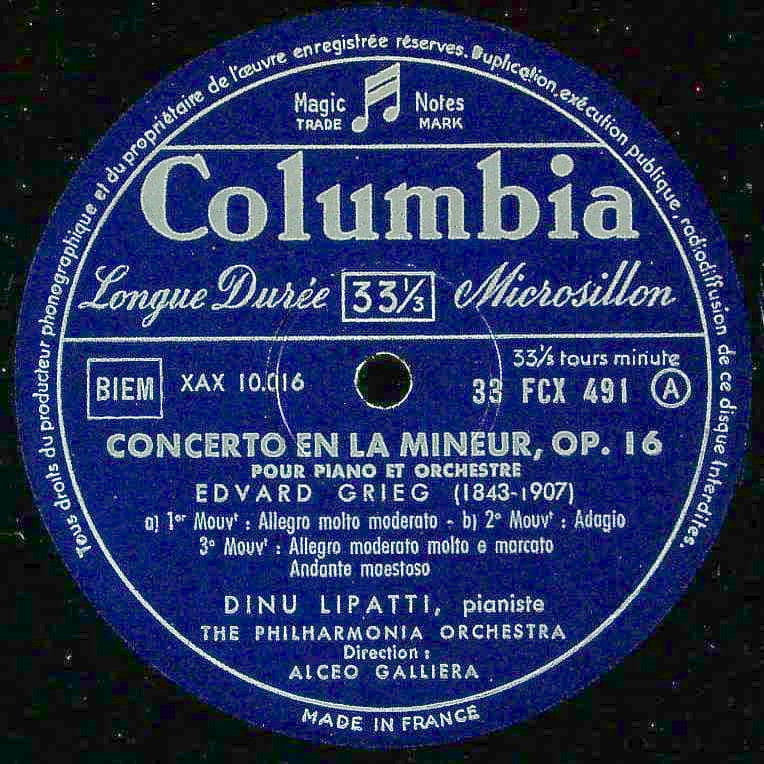 Tous droits du producteur phonographique et du propriétaire de l'œuvre enregistrée réserves. Duplication, exécution publique, radiodiffusion de ce disque Interdites.
Magic Notes
TRADE MARK
Columbia
Longue Durée 33⅓ Microsillon
33⅓ tours minute
BIEM XAX 10.016 33 FCX 491 A
CONCERTO EN LA MINEUR, OP. 16
POUR PIANO ET ORCHESTRE
EDVARD GRIEG (1843-1907)
a) 1er Mouvt : Allegro molto moderato - b) 2e Mouvt : Adagio
3e Mouvt : Allegro moderato molto e marcato
Andante maestoso
DINU LIPATTI, pianiste
THE PHILHARMONIA ORCHESTRA
Direction :
ALCEO GALLIERA
MADE IN FRANCE